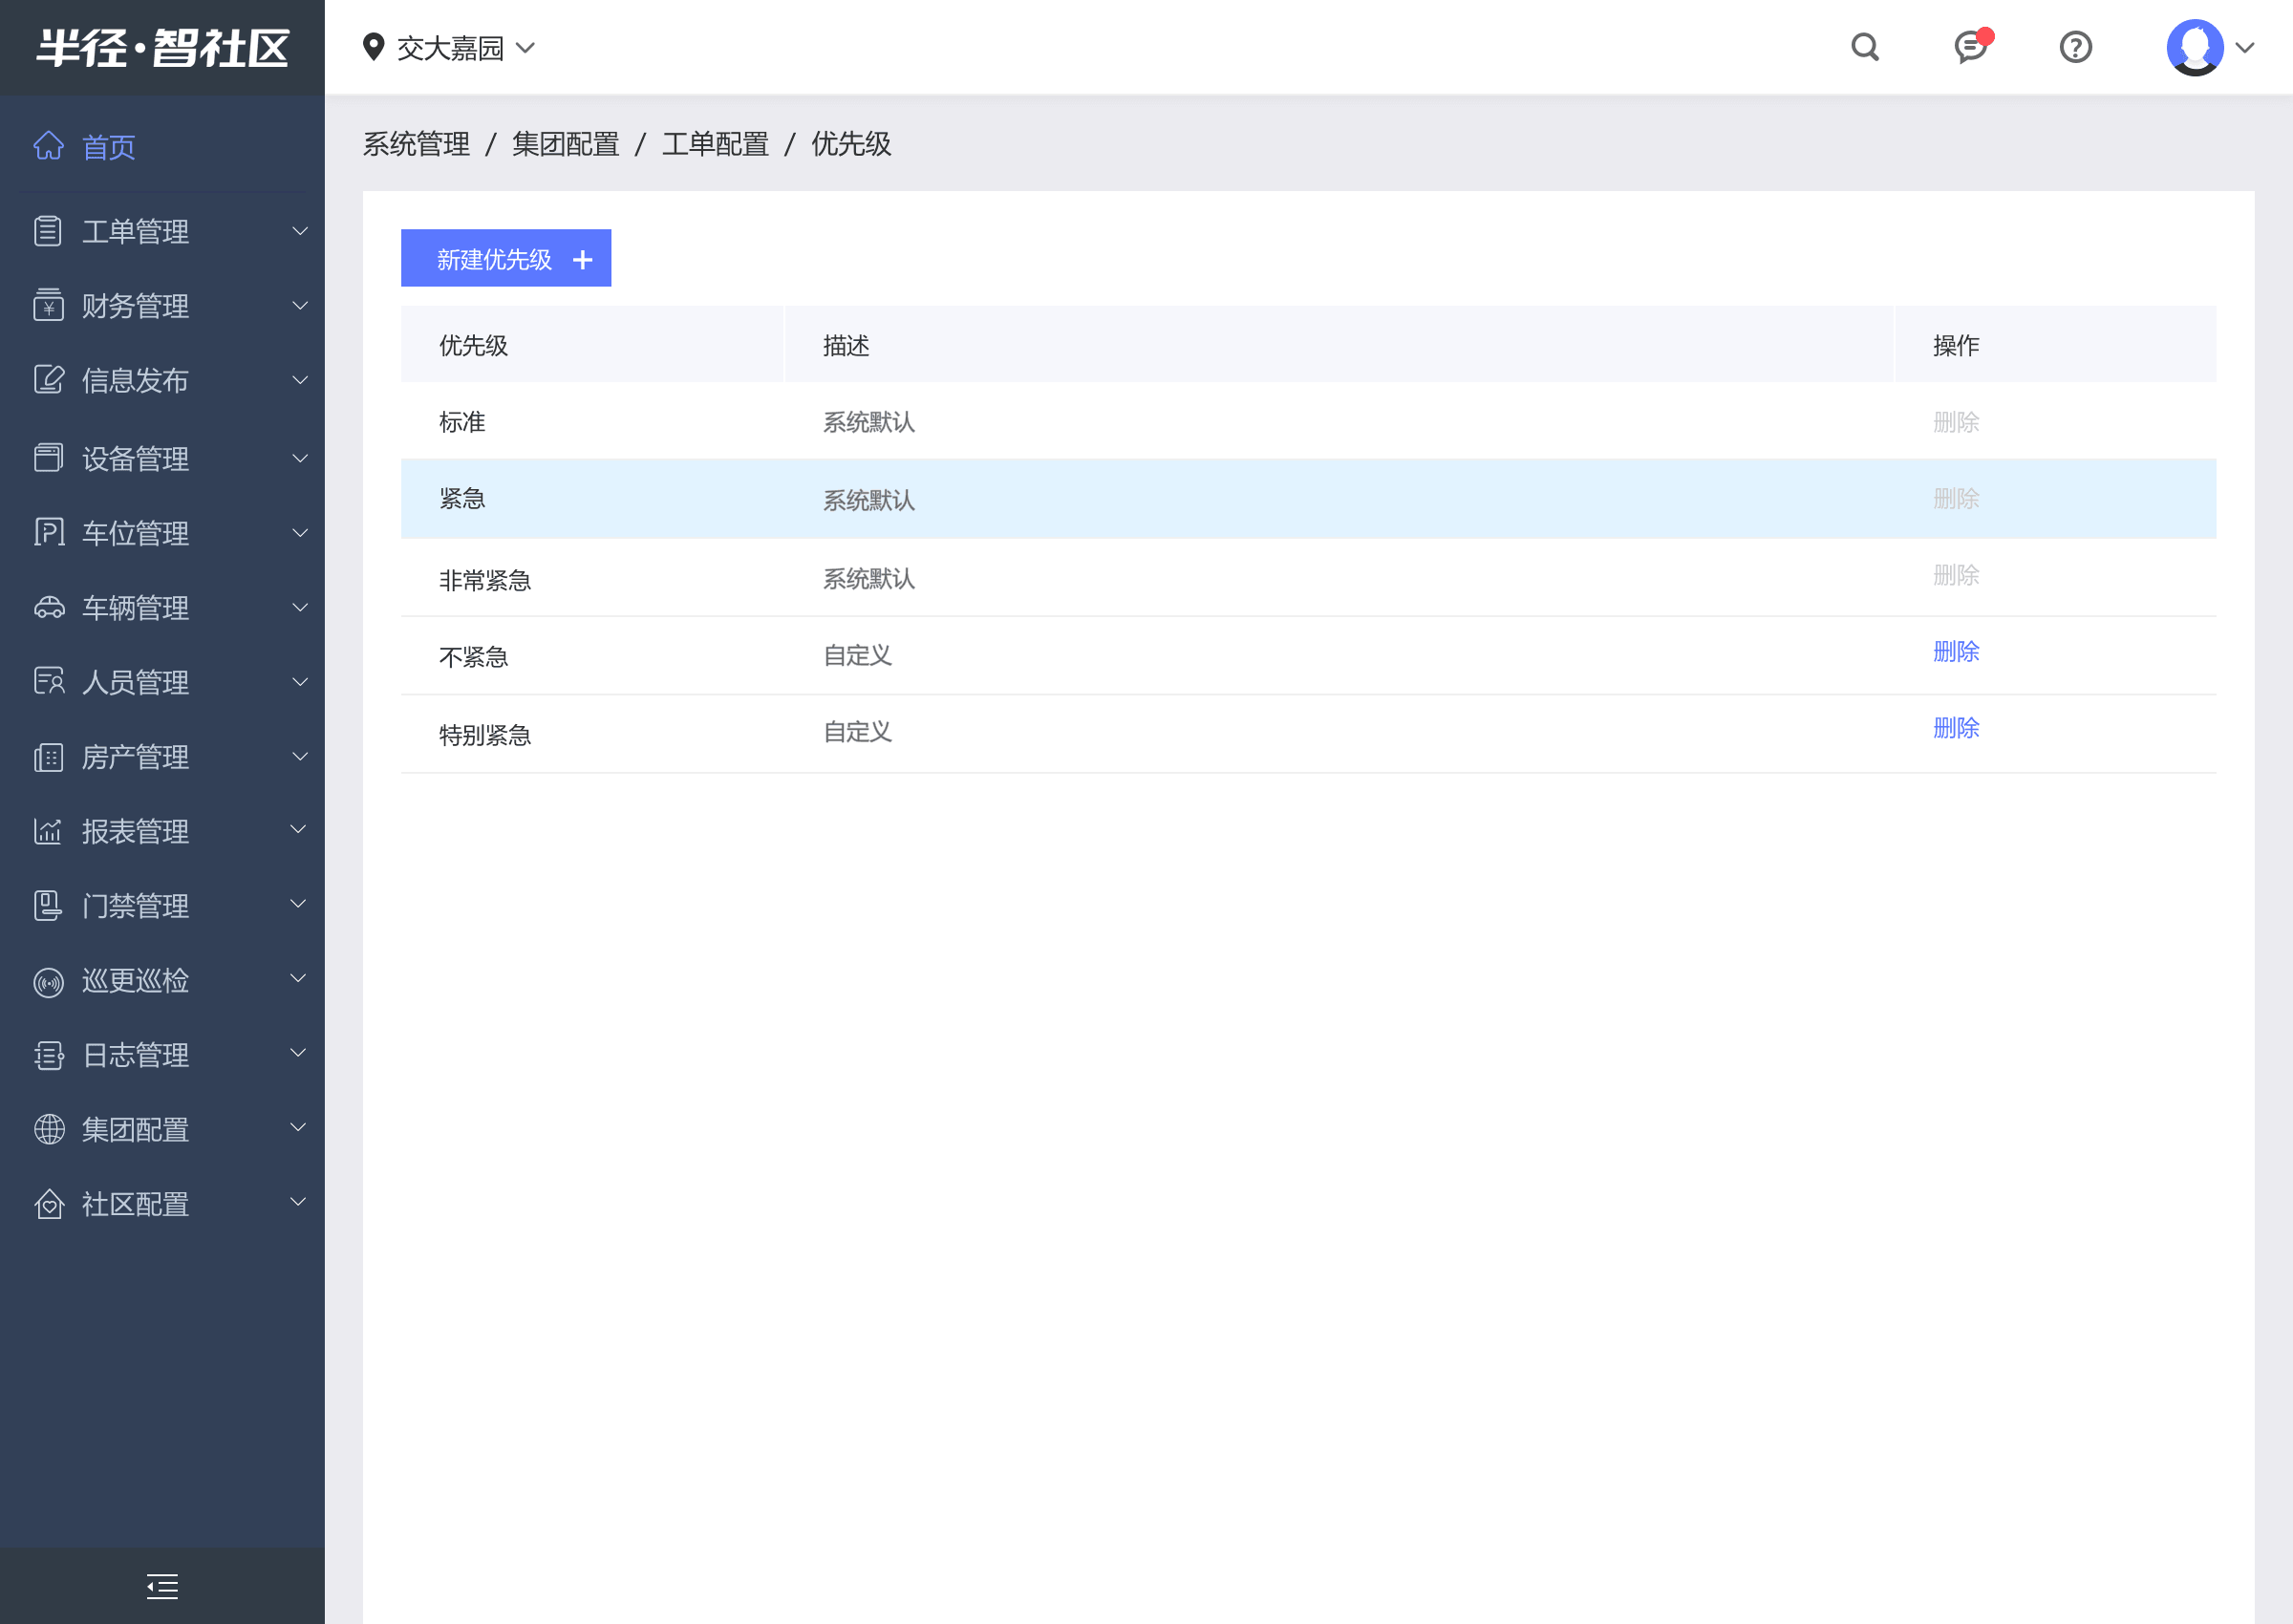 半径·智社区
交大嘉园
首页
工单管理
财务管理
信息发布
设备管理
车位管理
车辆管理
人员管理
房产管理
报表管理
门禁管理
巡更巡检
日志管理
集团配置
社区配置
系统管理 / 集团配置 / 工单配置 / 优先级
新建优先级 +
优先级 描述 操作
标准 系统默认 删除
紧急 系统默认 删除
非常紧急 系统默认 删除
不紧急 自定义 删除
特别紧急 自定义 删除